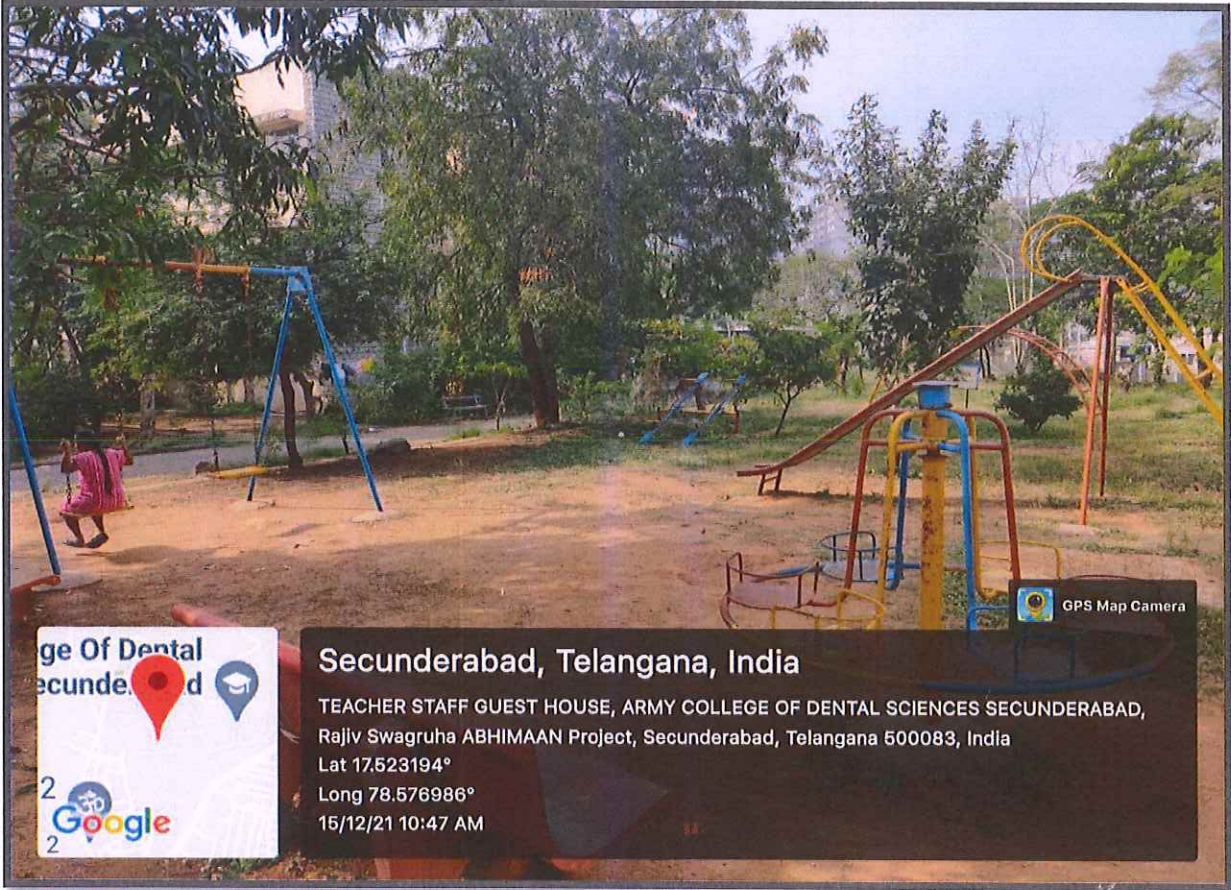 GPS Map Camera
ge Of Dental
ecunde
d
2
Google
2
Secunderabad, Telangana, India
TEACHER STAFF GUEST HOUSE, ARMY COLLEGE OF DENTAL SCIENCES SECUNDERABAD,
Rajiv Swagruha ABHIMAAN Project, Secunderabad, Telangana 500083, India
Lat 17.523194°
Long 78.576986°
15/12/21 10:47 AM